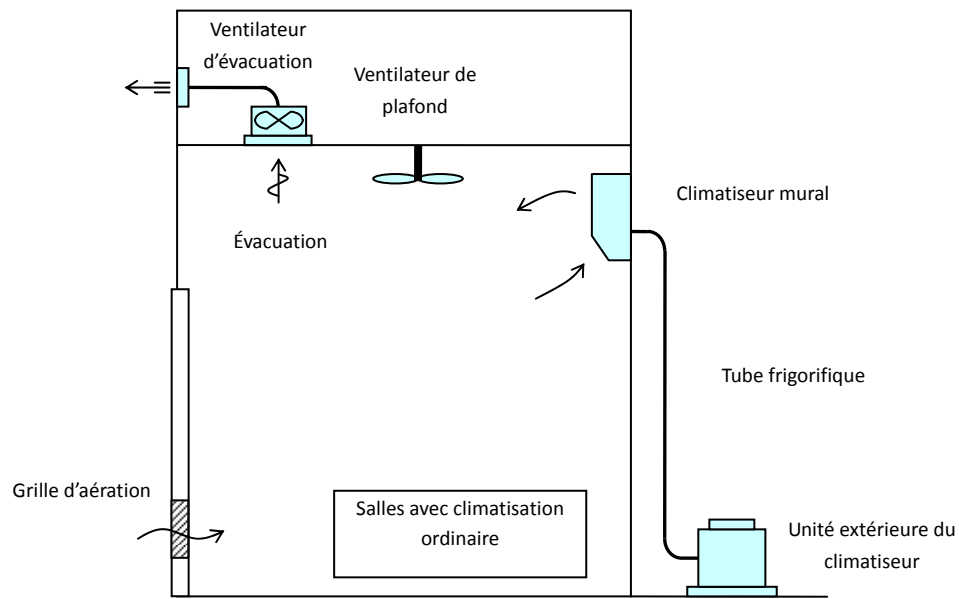 Ventilateur
d'évacuation
Ventilateur de
plafond
Climatiseur mural
Évacuation
Tube frigorifique
Grille d'aération
Salles avec climatisation
ordinaire
Unité extérieure du
climatiseur